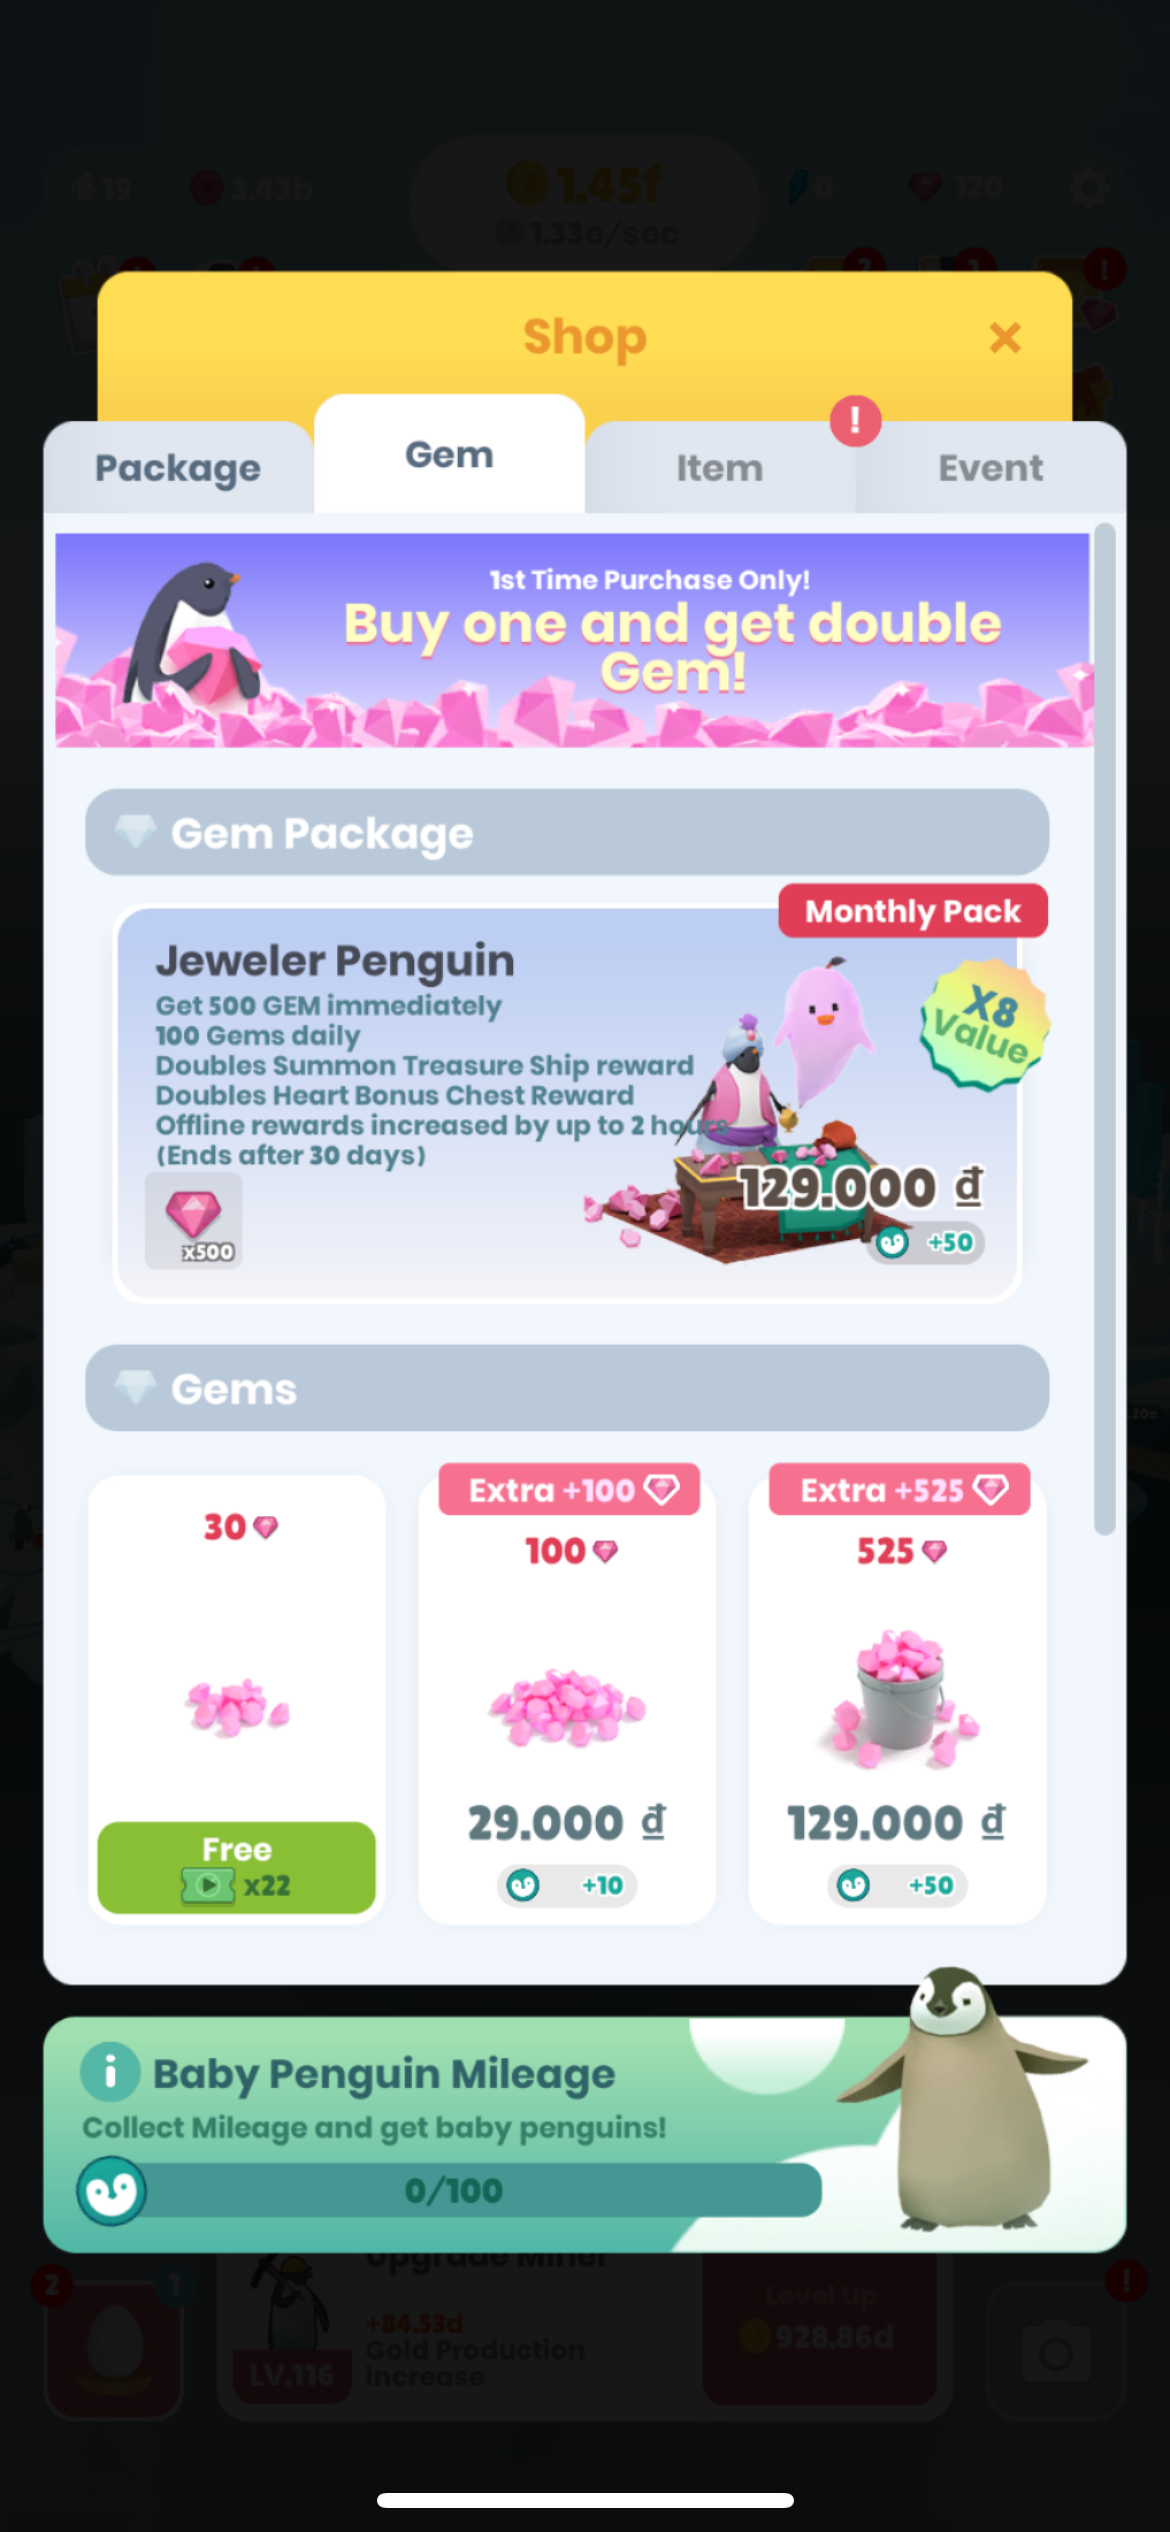 19
3.43b
1.45f
1.33e/sec
0
120
Shop
Package
Gem
Item
!
Event
1st Time Purchase Only!
Buy one and get double
Gem!
Gem Package
Monthly Pack
Jeweler Penguin
Get 500 GEM immediately
100 Gems daily
Doubles Summon Treasure Ship reward
Doubles Heart Bonus Chest Reward
Offline rewards increased by up to 2 hours
(Ends after 30 days)
X8
Value
x500
129.000 đ
+50
Gems
30
Extra +100
100
Extra +525
525
Free
x22
29.000 đ
+10
129.000 đ
+50
Baby Penguin Mileage
Collect Mileage and get baby penguins!
0/100
2
1
Upgrade Miner
+84.53d
Gold Production
increase
LV.116
Level Up
928.86d
!